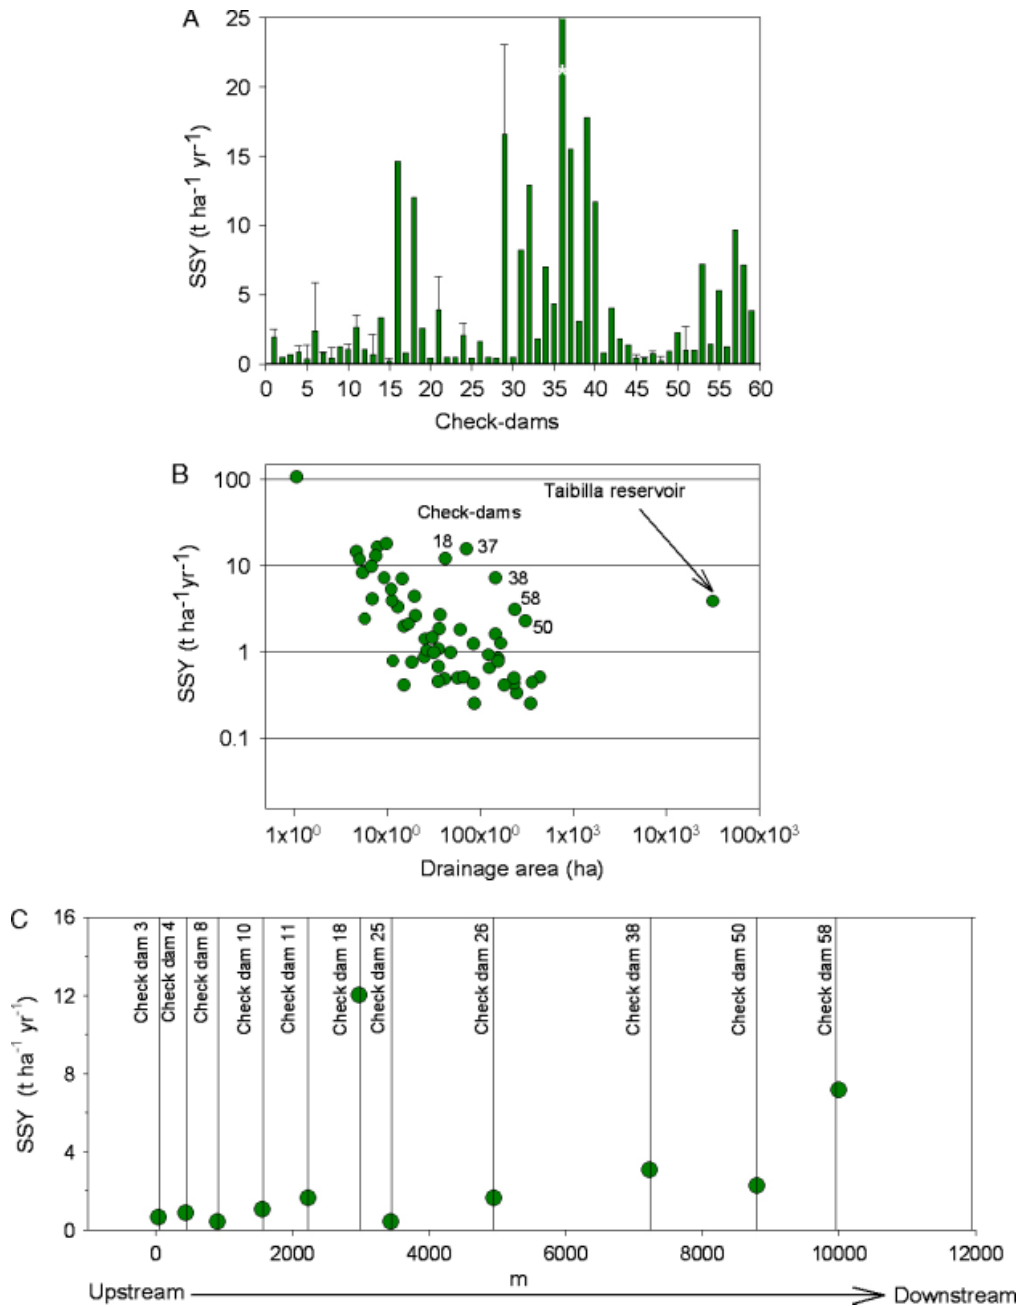 A
25
20
15
10
5
0
SSY (t ha-1 yr-1)
0 5 10 15 20 25 30 35 40 45 50 55 60
Check-dams
B
100
10
1
0.1
SSY (t ha-1yr-1)
Taibilla reservoir
Check-dams
18
37
38
58
50
1x10⁰ 10x10⁰ 100x10⁰ 1x10³ 10x10³ 100x10³
Drainage area (ha)
C
16
12
8
4
0
SSY (t ha-1 yr-1)
Check dam 3
Check dam 4
Check dam 8
Check dam 10
Check dam 11
Check dam 18
Check dam 25
Check dam 26
Check dam 38
Check dam 50
Check dam 58
0 2000 4000 6000 8000 10000 12000
m
Upstream
Downstream